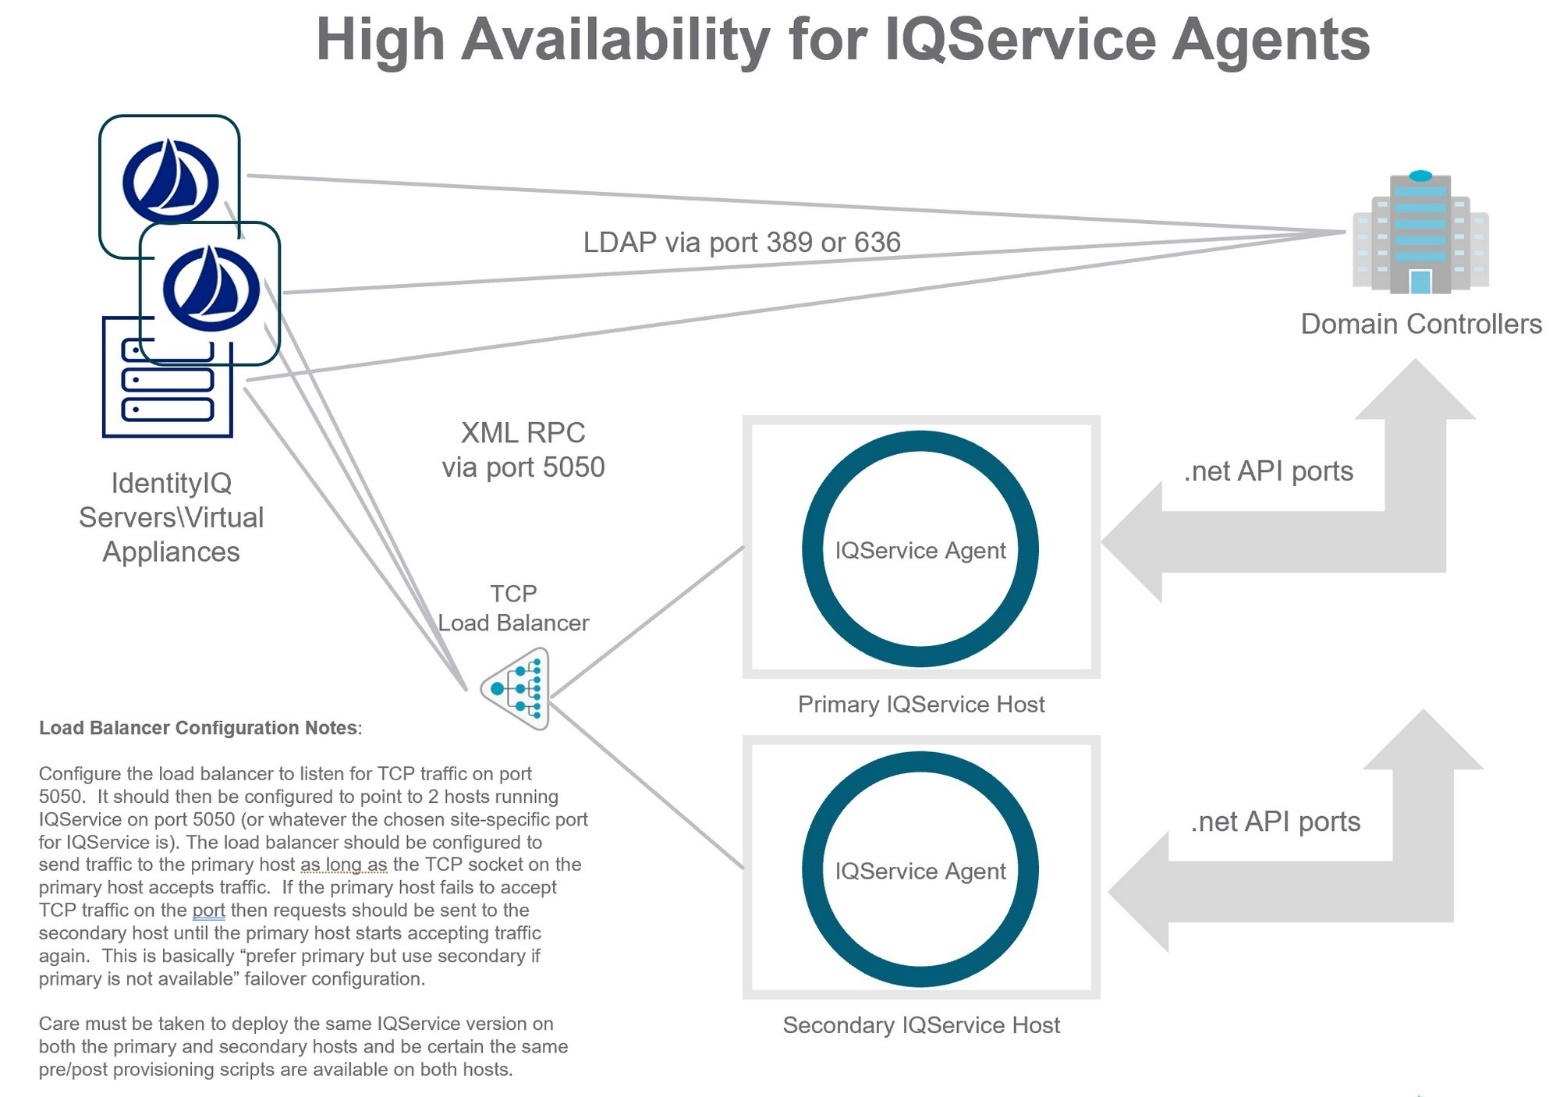 High Availability for IQService Agents
LDAP via port 389 or 636
Domain Controllers
XML RPC
via port 5050
.net API ports
IdentityIQ
Servers\Virtual
Appliances
IQService Agent
TCP
Load Balancer
Primary IQService Host
Load Balancer Configuration Notes:
Configure the load balancer to listen for TCP traffic on port
5050.  It should then be configured to point to 2 hosts running
IQService on port 5050 (or whatever the chosen site-specific port
for IQService is). The load balancer should be configured to
send traffic to the primary host as long as the TCP socket on the
primary host accepts traffic.  If the primary host fails to accept
TCP traffic on the port then requests should be sent to the
secondary host until the primary host starts accepting traffic
again.  This is basically “prefer primary but use secondary if
primary is not available” failover configuration.
Care must be taken to deploy the same IQService version on
both the primary and secondary hosts and be certain the same
pre/post provisioning scripts are available on both hosts.
.net API ports
IQService Agent
Secondary IQService Host